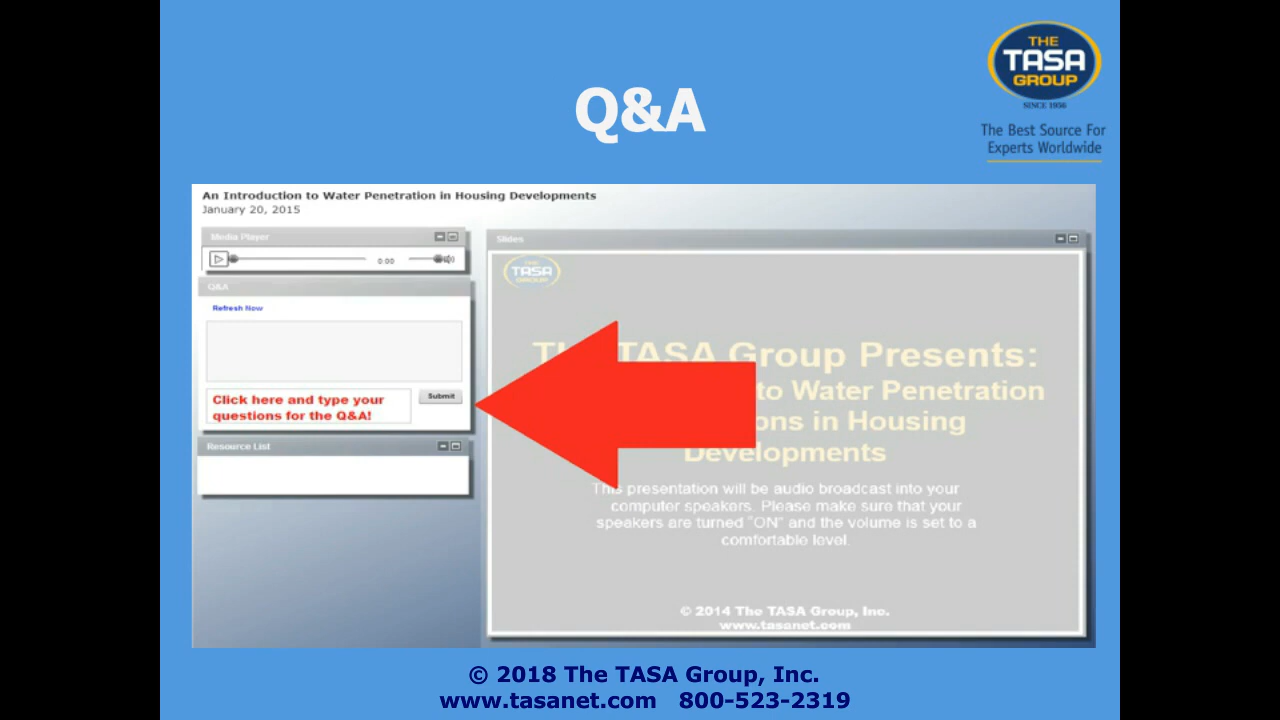 THE
TASA
GROUP
SINCE 1956
The Best Source For
Experts Worldwide
Q&A
An Introduction to Water Penetration in Housing Developments
January 20, 2015
Media Player
0:00
Q&A
Refresh Now
Click here and type your
questions for the Q&A!
Submit
Resource List
Slides
THE
TASA
GROUP
TASA Group Presents:
to Water Penetration
in Housing
Developments
This presentation will be audio broadcast into your
computer speakers. Please make sure that your
speakers are turned "ON" and the volume is set to a
comfortable level.
© 2014 The TASA Group, Inc.
www.tasanet.com
© 2018 The TASA Group, Inc.
www.tasanet.com 800-523-2319